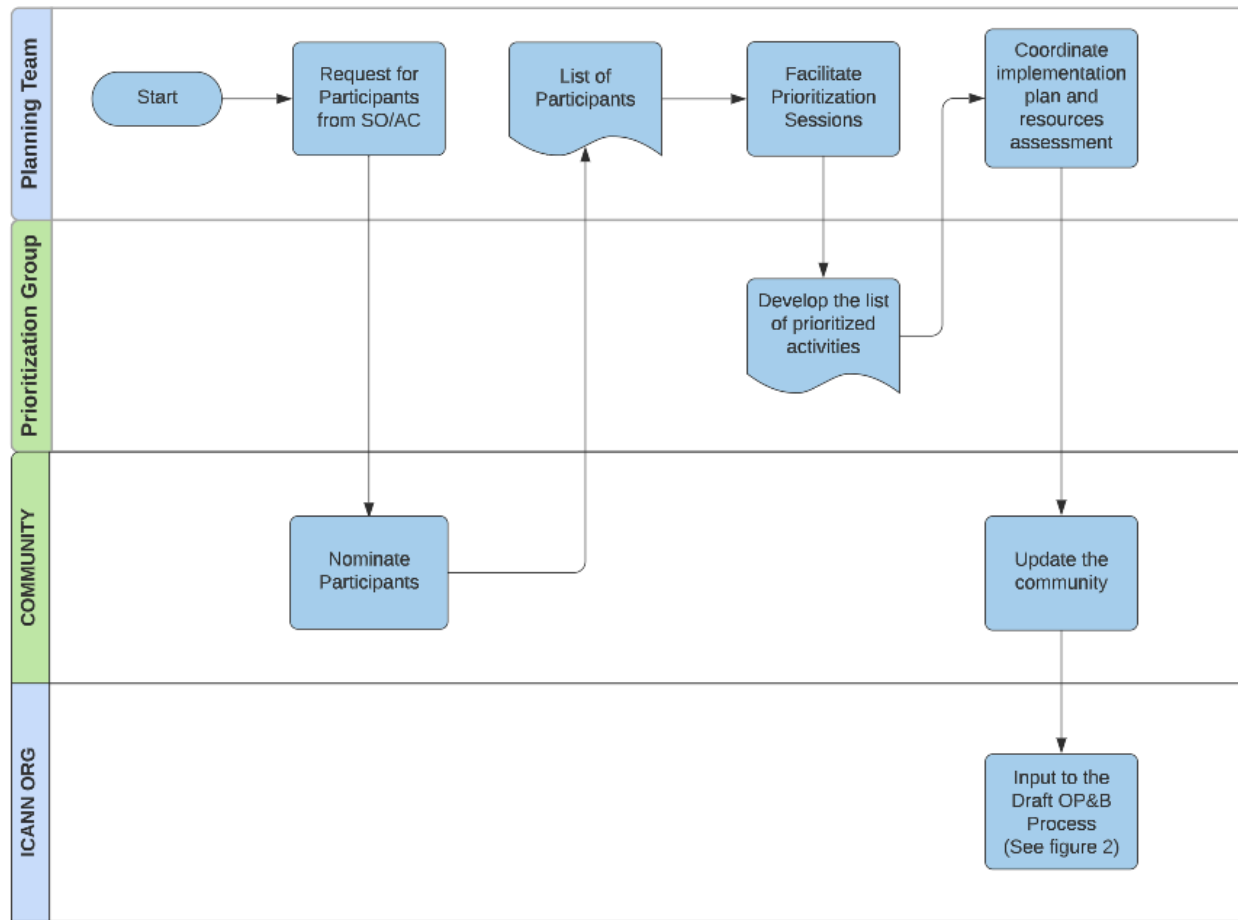 Planning Team
Start
Request for
Participants
from SO/AC
List of
Participants
Facilitate
Prioritization
Sessions
Coordinate
implementation
plan and
resources
assessment
Prioritization Group
Develop the list
of prioritized
activities
COMMUNITY
Nominate
Participants
Update the
community
ICANN ORG
Input to the
Draft OP&B
Process
(See figure 2)